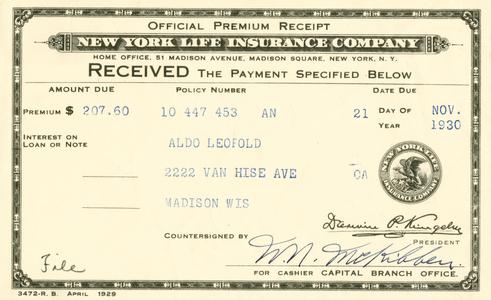 OFFICIAL PREMIUM RECEIPT
NEW YORK LIFE INSURANCE COMPANY
HOME OFFICE, 51 MADISON AVENUE, MADISON SQUARE, NEW YORK, N. Y.
RECEIVED THE PAYMENT SPECIFIED BELOW
AMOUNT DUE POLICY NUMBER DATE DUE
PREMIUM $ 207.60 10 447 453 AN 21 DAY OF NOV.
YEAR 1930
INTEREST ON
LOAN OR NOTE
ALDO LEOFOLD
2222 VAN HISE AVE CA
MADISON WIS
NEW YORK LIFE
INSURANCE COMPANY
Darwin P. Kingsley
PRESIDENT
COUNTERSIGNED BY W. N. McKibben
FOR CASHIER CAPITAL BRANCH OFFICE.
File
3472-R. B. APRIL 1929